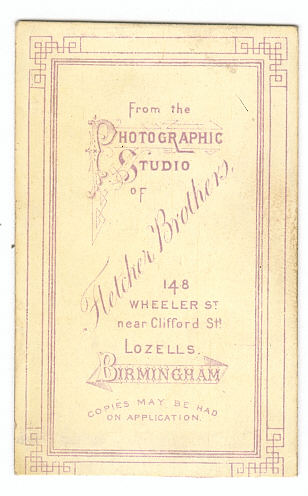 From the
PHOTOGRAPHIC
STUDIO
OF
Fletcher Brothers,
148
WHEELER ST
near Clifford St!
LOZELLS,
BIRMINGHAM
COPIES MAY BE HAD
ON APPLICATION.